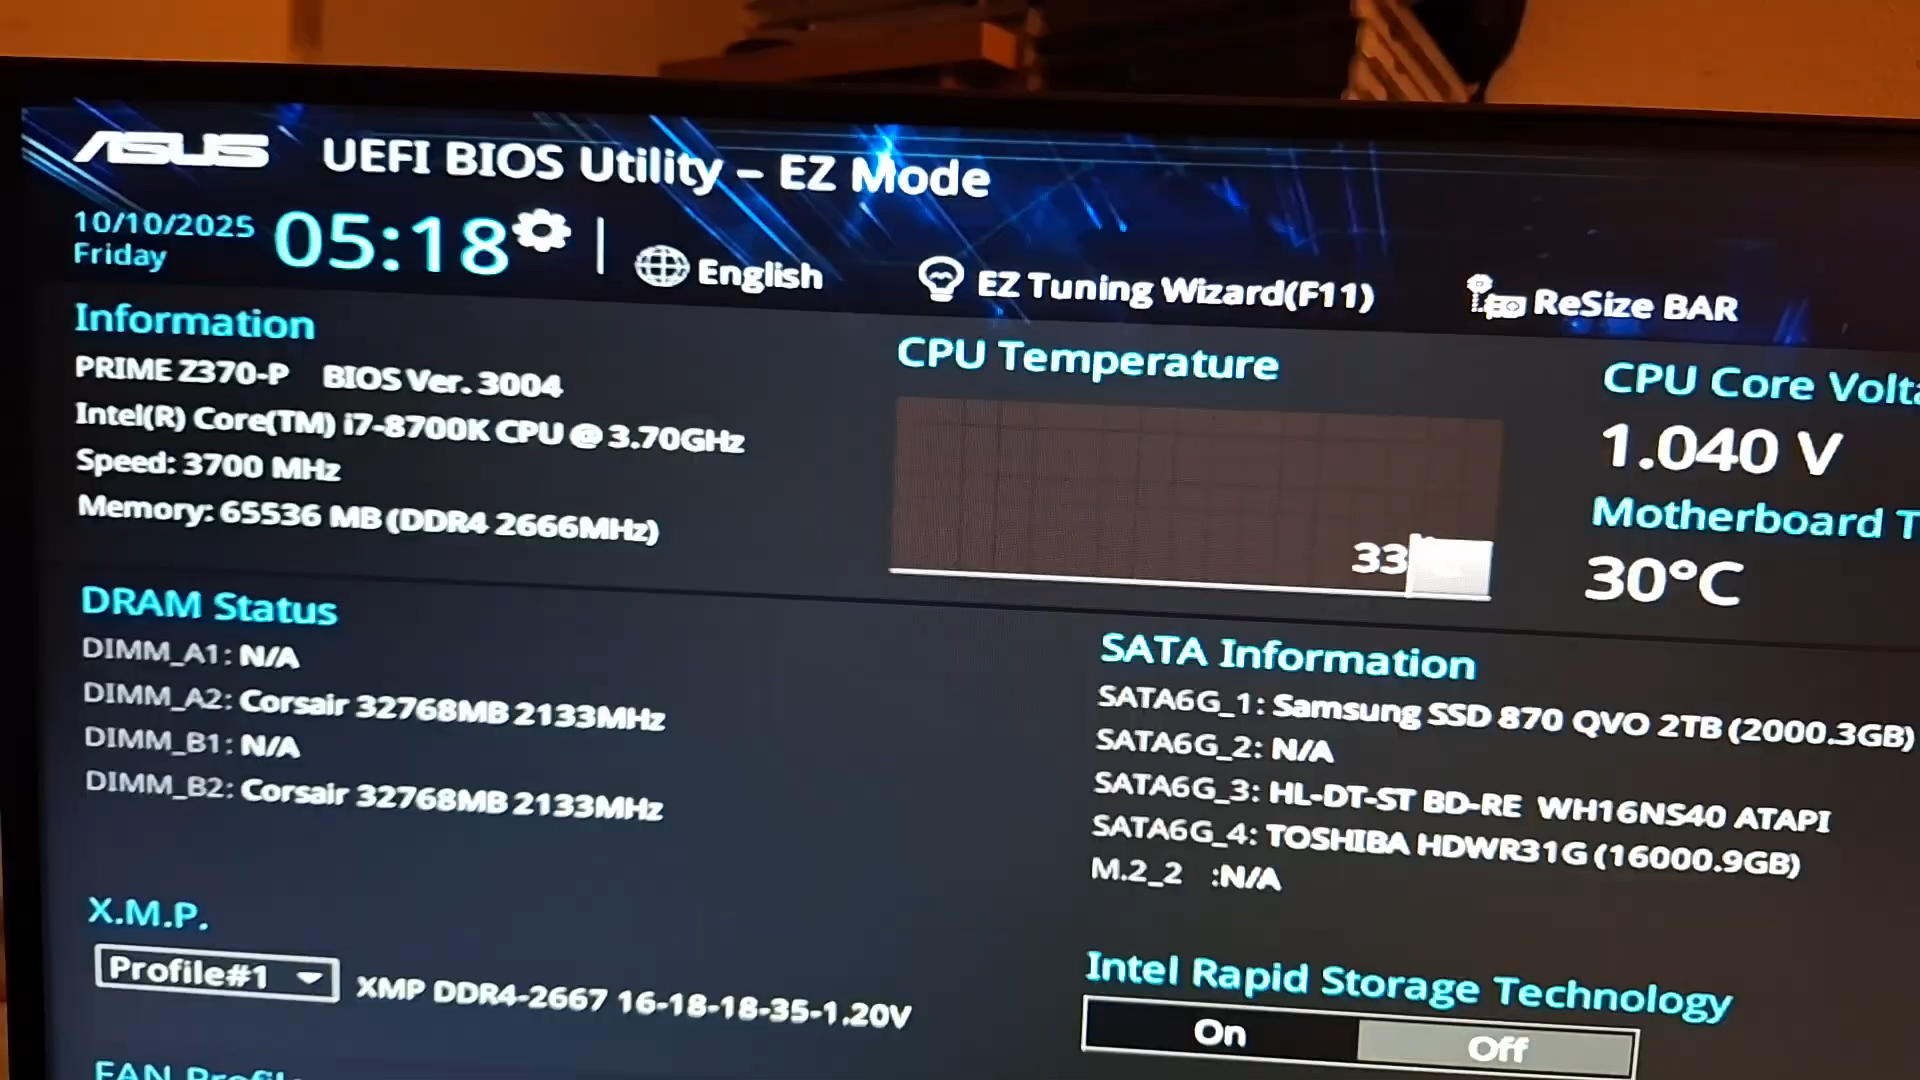 ASUS UEFI BIOS Utility – EZ Mode
10/10/2025
Friday
05:18
English
EZ Tuning Wizard(F11)
ReSize BAR
Information
PRIME Z370-P BIOS Ver. 3004
Intel(R) Core(TM) i7-8700K CPU @ 3.70GHz
Speed: 3700 MHz
Memory: 65536 MB (DDR4 2666MHz)
CPU Temperature
33
CPU Core
1.040 V
Motherboard
30°C
DRAM Status
DIMM_A1: N/A
DIMM_A2: Corsair 32768MB 2133MHz
DIMM_B1: N/A
DIMM_B2: Corsair 32768MB 2133MHz
SATA Information
SATA6G_1: Samsung SSD 870 QVO 2TB (2000.3GB)
SATA6G_2: N/A
SATA6G_3: HL-DT-ST BD-RE WH16NS40 ATAPI
SATA6G_4: TOSHIBA HDWR31G (16000.9GB)
M.2_2 :N/A
X.M.P.
Profile#1
XMP DDR4-2667 16-18-18-35-1.20V
Intel Rapid Storage Technology
On
Off
FAN